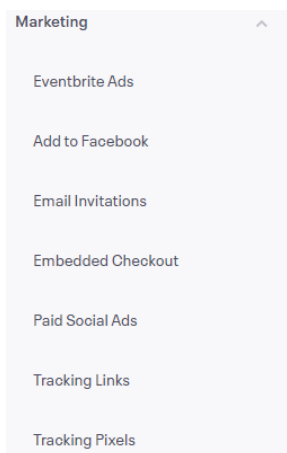 Marketing
Eventbrite Ads
Add to Facebook
Email Invitations
Embedded Checkout
Paid Social Ads
Tracking Links
Tracking Pixels